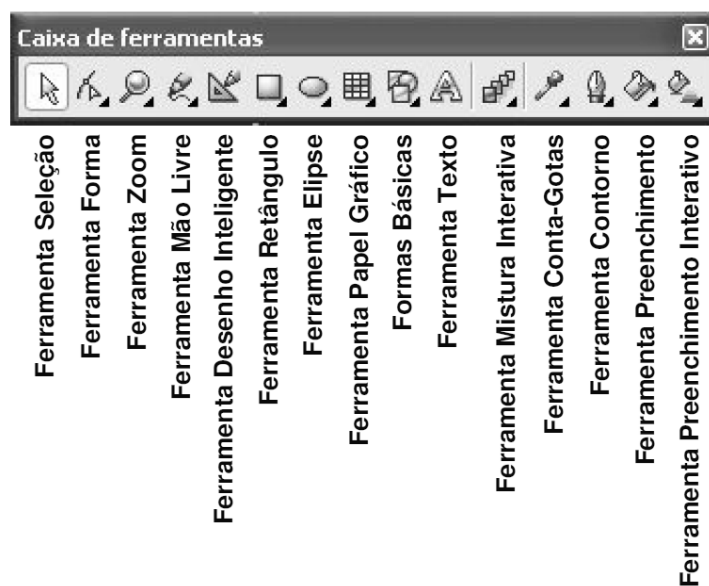 Caixa de ferramentas
Ferramenta Seleção
Ferramenta Forma
Ferramenta Zoom
Ferramenta Mão Livre
Ferramenta Desenho Inteligente
Ferramenta Retângulo
Ferramenta Elipse
Ferramenta Papel Gráfico
Formas Básicas
Ferramenta Texto
Ferramenta Mistura Interativa
Ferramenta Conta-Gotas
Ferramenta Contorno
Ferramenta Preenchimento
Ferramenta Preenchimento Interativo